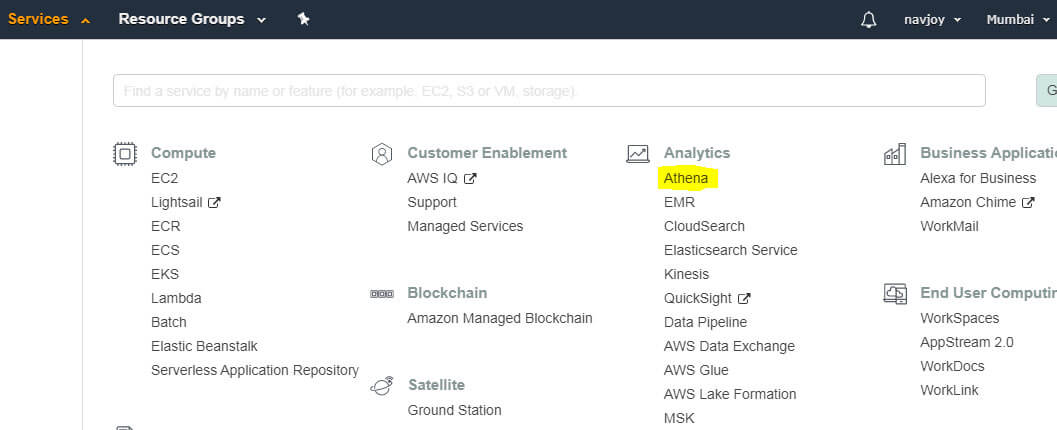 Services
Resource Groups
navjoy
Mumbai
Find a service by name or feature (for example, EC2, S3 or VM, storage).
G
Compute
EC2
Lightsail
ECR
ECS
EKS
Lambda
Batch
Elastic Beanstalk
Serverless Application Repository
Customer Enablement
AWS IQ
Support
Managed Services
Blockchain
Amazon Managed Blockchain
Satellite
Ground Station
Analytics
Athena
EMR
CloudSearch
Elasticsearch Service
Kinesis
QuickSight
Data Pipeline
AWS Data Exchange
AWS Glue
AWS Lake Formation
MSK
Business Applicati
Alexa for Business
Amazon Chime
WorkMail
End User Computin
WorkSpaces
AppStream 2.0
WorkDocs
WorkLink